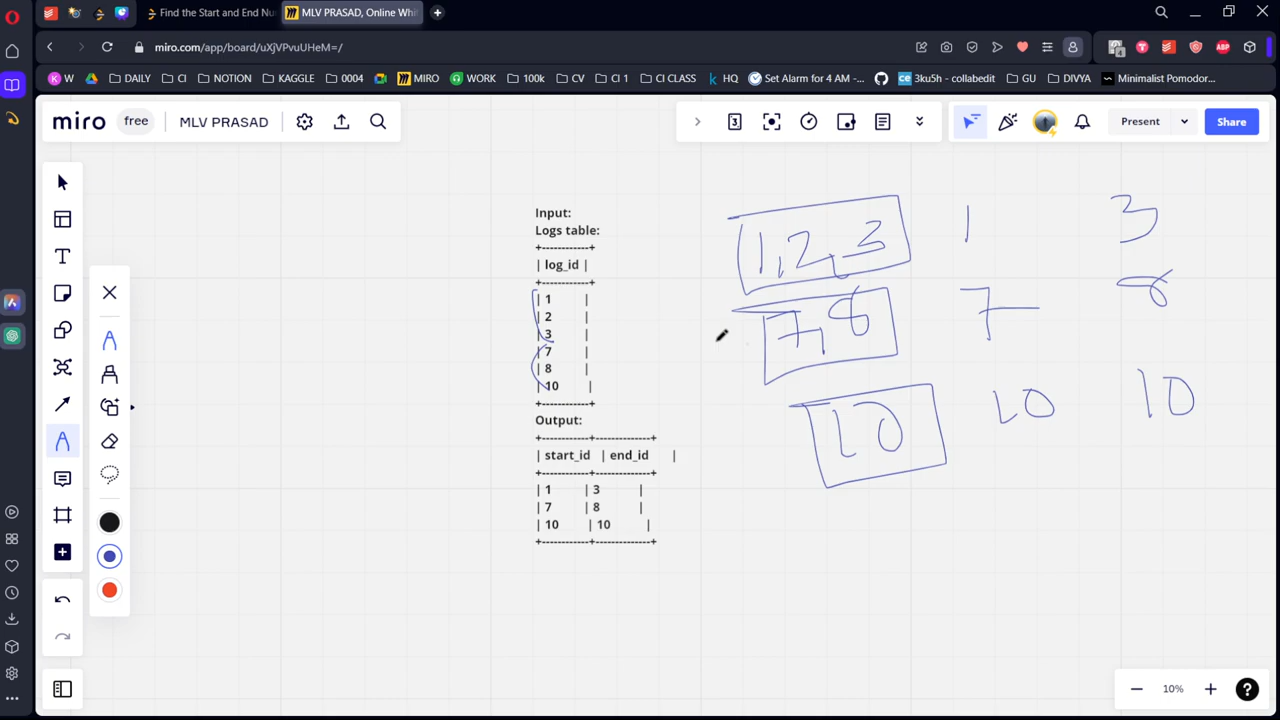 Find the Start and End Nu
MLV PRASAD, Online Whi
miro.com/app/board/uXjVPvuUHeM=/
W
DAILY
CI
NOTION
KAGGLE
0004
MIRO
WORK
100k
CV
CI 1
CI CLASS
HQ
Set Alarm for 4 AM -...
3ku5h - collabedit
GU
DIVYA
Minimalist Pomodor...
miro
free
MLV PRASAD
3
Present
Share
Input:
Logs table:
+------------+
| log_id |
+------------+
| 1 |
| 2 |
| 3 |
| 7 |
| 8 |
| 10 |
+------------+
Output:
+------------+--------------+
| start_id | end_id |
+------------+--------------+
| 1 | 3 |
| 7 | 8 |
| 10 | 10 |
+------------+--------------+
1,2,3 1 3
7,8 7 8
10 10 10
10%